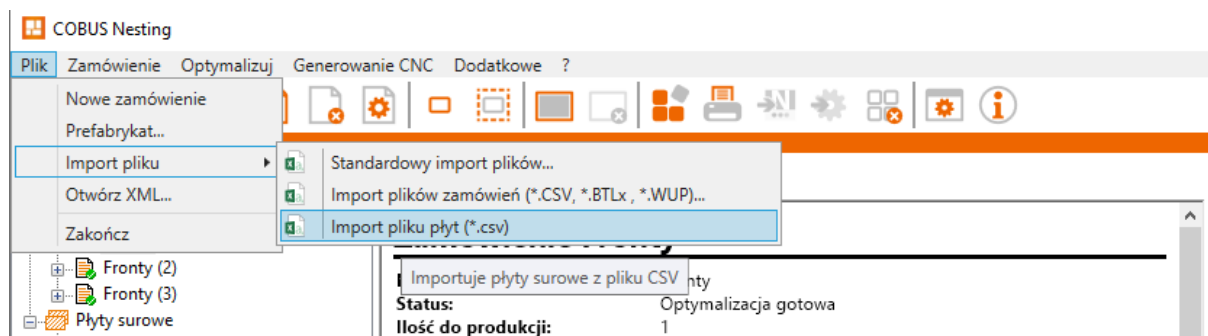 COBUS Nesting
Plik Zamówienie Optymalizuj Generowanie CNC Dodatkowe ?
Nowe zamówienie
Prefabrykat...
Import pliku
Otwórz XML...
Zakończ
Standardowy import plików...
Import plików zamówień (*.CSV, *.BTLx , *.WUP)...
Import pliku płyt (*.csv)
Importuje płyty surowe z pliku CSV
nty
Status: Optymalizacja gotowa
Ilość do produkcji: 1
Fronty (2)
Fronty (3)
Płyty surowe